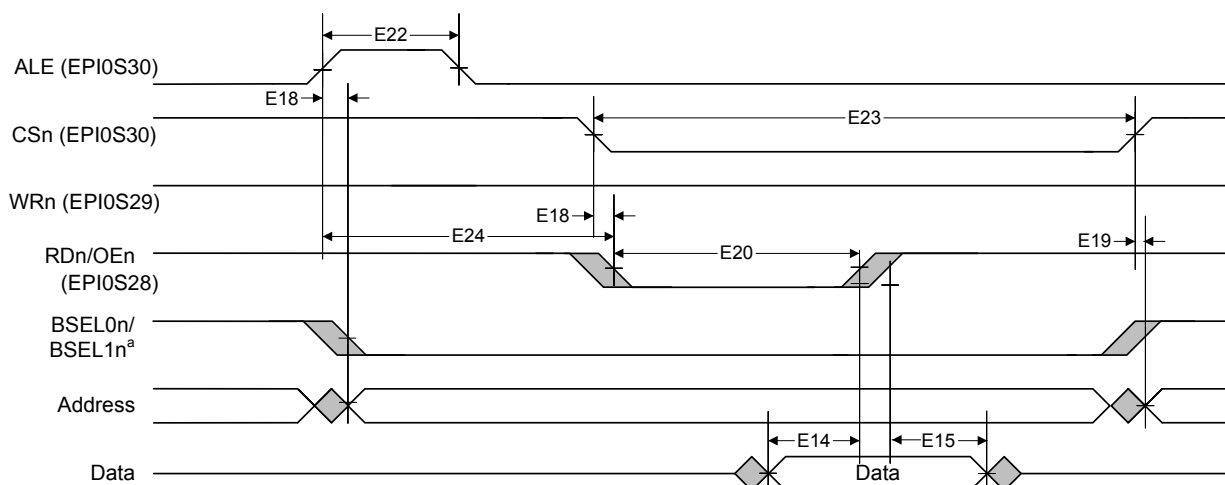 E22
ALE (EPI0S30)
E18
E23
CSn (EPI0S30)
WRn (EPI0S29)
E18
E24
E19
RDn/OEn
E20
(EPI0S28)
BSEL0n/
BSEL1nª
Address
E14
E15
Data
Data